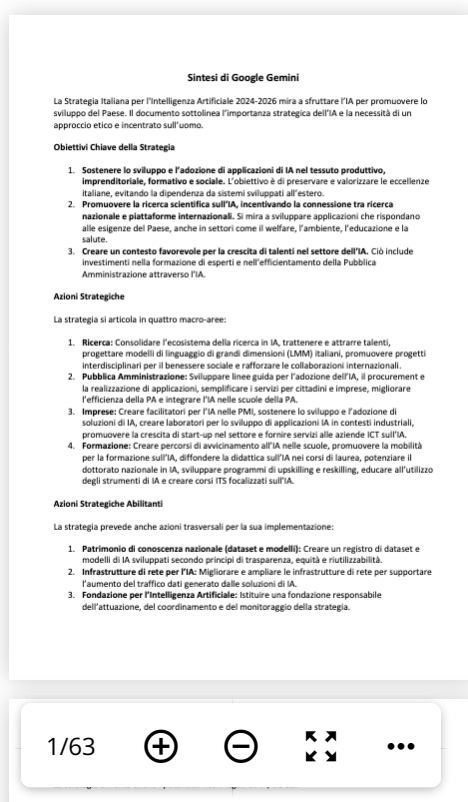 Sintesi di Google Gemini
La Strategia Italiana per l'Intelligenza Artificiale 2024-2026 mira a sfruttare l'IA per promuovere lo
sviluppo del Paese. Il documento sottolinea l'importanza strategica dell'IA e la necessità di un
approccio etico e incentrato sull'uomo.
Obiettivi Chiave della Strategia
1. Sostenere lo sviluppo e l'adozione di applicazioni di IA nel tessuto produttivo,
imprenditoriale, formativo e sociale. L'obiettivo è di preservare e valorizzare le eccellenze
italiane, evitando la dipendenza da sistemi sviluppati all'estero.
2. Promuovere la ricerca scientifica sull'IA, incentivando la connessione tra ricerca
nazionale e piattaforme internazionali. Si mira a sviluppare applicazioni che rispondano
alle esigenze del Paese, anche in settori come il welfare, l'ambiente, l'educazione e la
salute.
3. Creare un contesto favorevole per la crescita di talenti nel settore dell'IA. Ciò include
investimenti nella formazione di esperti e nell'efficientamento della Pubblica
Amministrazione attraverso l'IA.
Azioni Strategiche
La strategia si articola in quattro macro-aree:
1. Ricerca: Consolidare l'ecosistema della ricerca in IA, trattenere e attrarre talenti,
progettare modelli di linguaggio di grandi dimensioni (LMM) italiani, promuovere progetti
interdisciplinari per il benessere sociale e rafforzare le collaborazioni internazionali.
2. Pubblica Amministrazione: Sviluppare linee guida per l'adozione dell'IA, il procurement e
la realizzazione di applicazioni, semplificare i servizi per cittadini e imprese, migliorare
l'efficienza della PA e integrare l'IA nelle scuole della PA.
3. Imprese: Creare facilitatori per l'IA nelle PMI, sostenere lo sviluppo e l'adozione di
soluzioni di IA, creare laboratori per lo sviluppo di applicazioni IA in contesti industriali,
promuovere la crescita di start-up nel settore e fornire servizi alle aziende ICT sull'IA.
4. Formazione: Creare percorsi di avvicinamento all'IA nelle scuole, promuovere la mobilità
per la formazione sull'IA, diffondere la didattica sull'IA nei corsi di laurea, potenziare il
dottorato nazionale in IA, sviluppare programmi di upskilling e reskilling, educare all'utilizzo
degli strumenti di IA e creare corsi ITS focalizzati sull'IA.
Azioni Strategiche Abilitanti
La strategia prevede anche azioni trasversali per la sua implementazione:
1. Patrimonio di conoscenza nazionale (dataset e modelli): Creare un registro di dataset e
modelli di IA sviluppati secondo principi di trasparenza, equità e riutilizzabilità.
2. Infrastrutture di rete per l'IA: Migliorare e ampliare le infrastrutture di rete per supportare
l'aumento del traffico dati generato dalle soluzioni di IA.
3. Fondazione per l'Intelligenza Artificiale: Istituire una fondazione responsabile
dell'attuazione, del coordinamento e del monitoraggio della strategia.
1/63